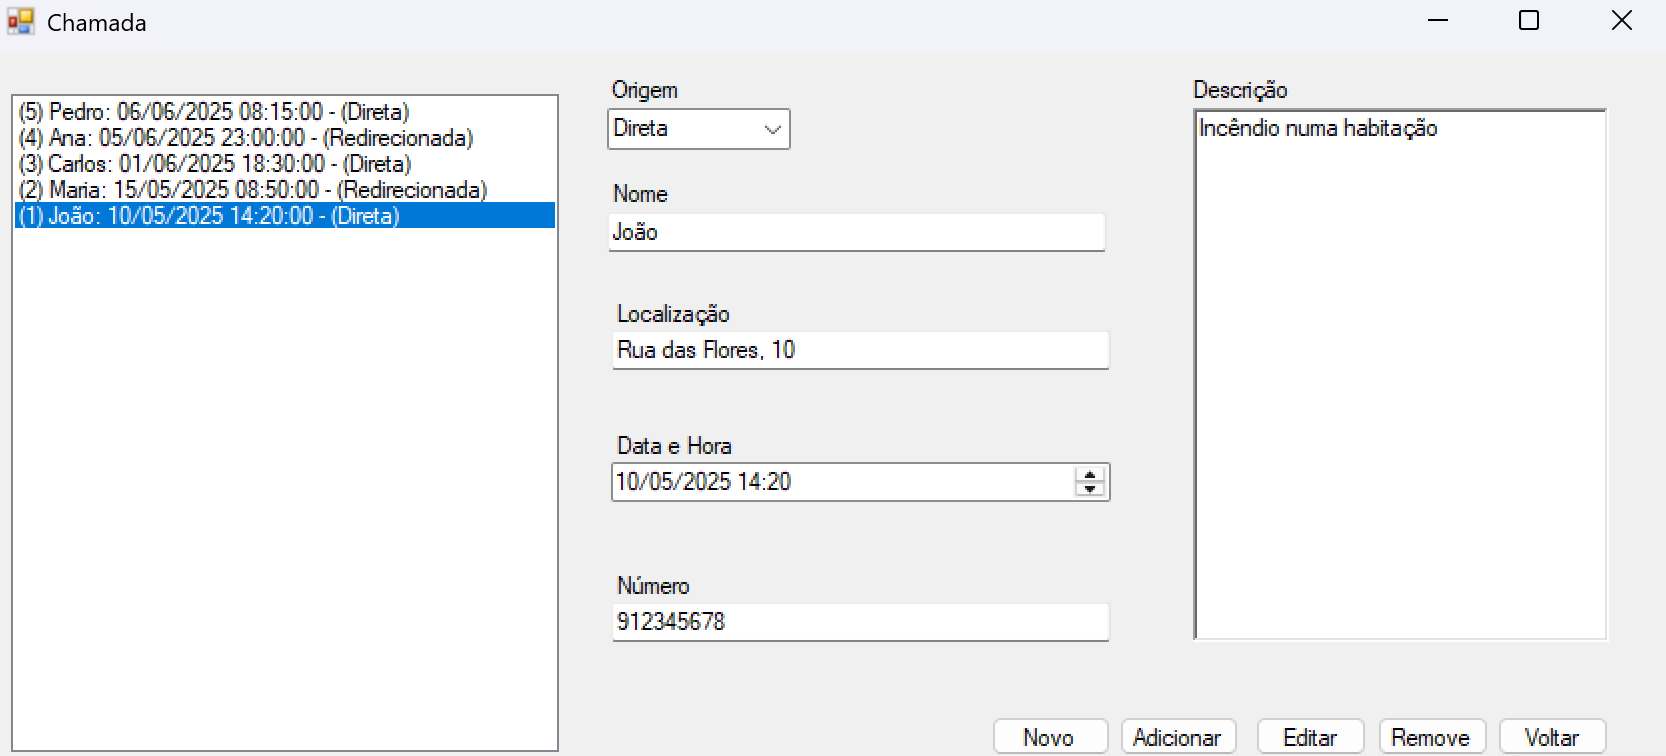 Chamada
(5) Pedro: 06/06/2025 08:15:00 - (Direta)
(4) Ana: 05/06/2025 23:00:00 - (Redirecionada)
(3) Carlos: 01/06/2025 18:30:00 - (Direta)
(2) Maria: 15/05/2025 08:50:00 - (Redirecionada)
(1) João: 10/05/2025 14:20:00 - (Direta)
Origem
Direta
Nome
João
Localização
Rua das Flores, 10
Data e Hora
10/05/2025 14:20
Número
912345678
Descrição
Incêndio numa habitação
Novo
Adicionar
Editar
Remove
Voltar